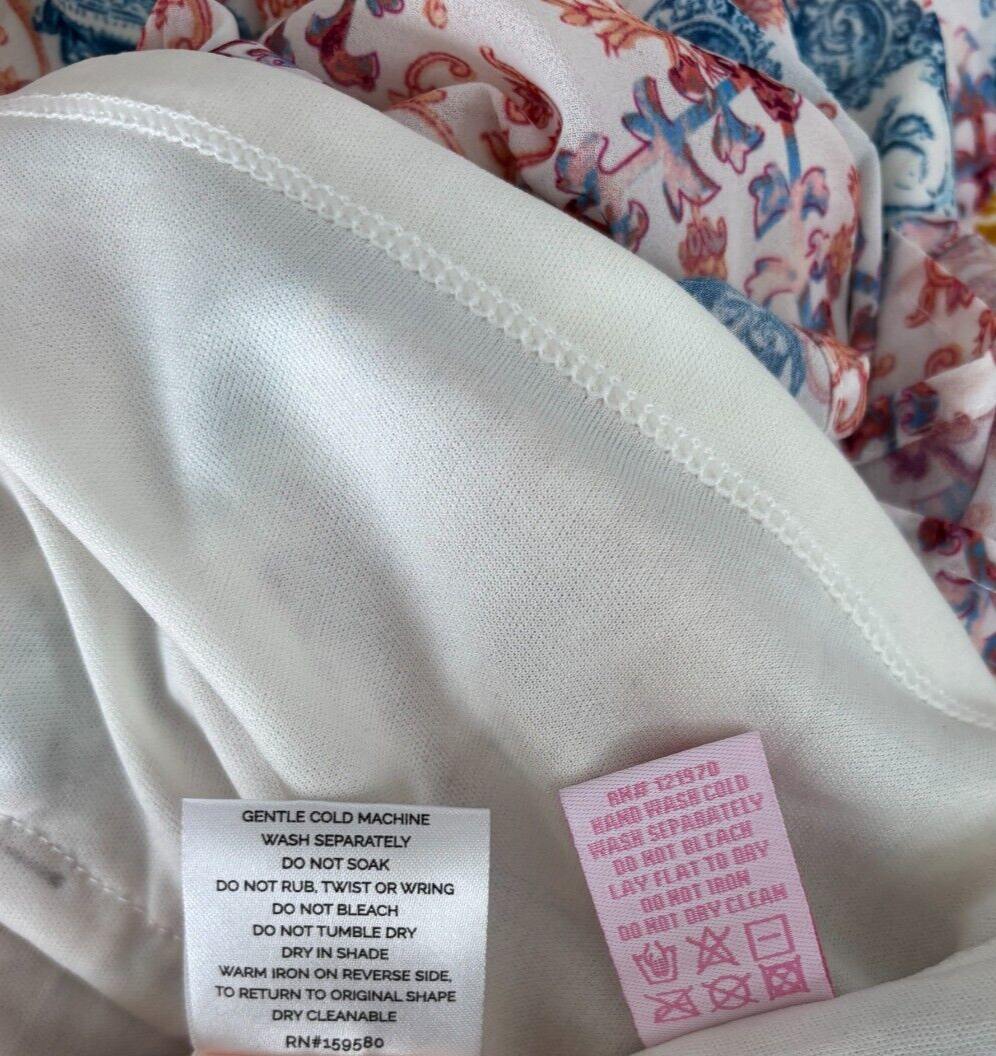 GENTLE COLD MACHINE
WASH SEPARATELY
DO NOT SOAK
DO NOT RUB, TWIST OR WRING
DO NOT BLEACH
DO NOT TUMBLE DRY
DRY IN SHADE
WARM IRON ON REVERSE SIDE,
TO RETURN TO ORIGINAL SHAPE
DRY CLEANABLE
RN#159580
RN# 121970
HAND WASH COLD
WASH SEPARATELY
DO NOT BLEACH
LAY FLAT TO DRY
DO NOT IRON
DO NOT DRY CLEAN